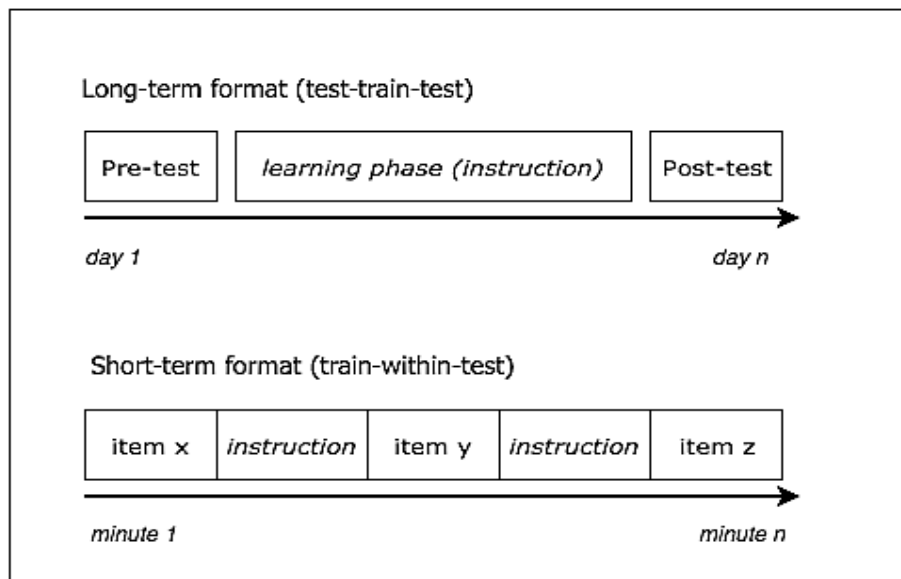 Long-term format (test-train-test)
Pre-test learning phase (instruction) Post-test
day 1 day n
Short-term format (train-within-test)
item x instruction item y instruction item z
minute 1 minute n